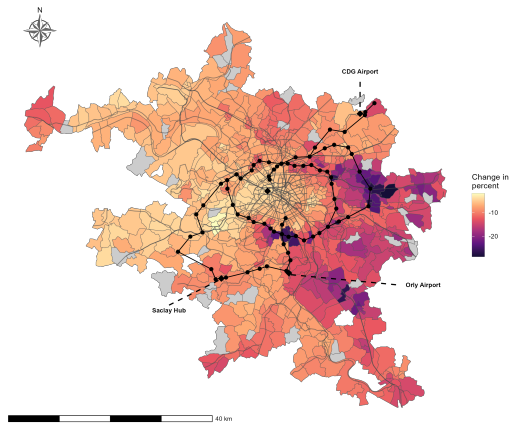 N
CDG Airport
Change in
percent
-10
-20
Orly Airport
Saclay Hub
40 km